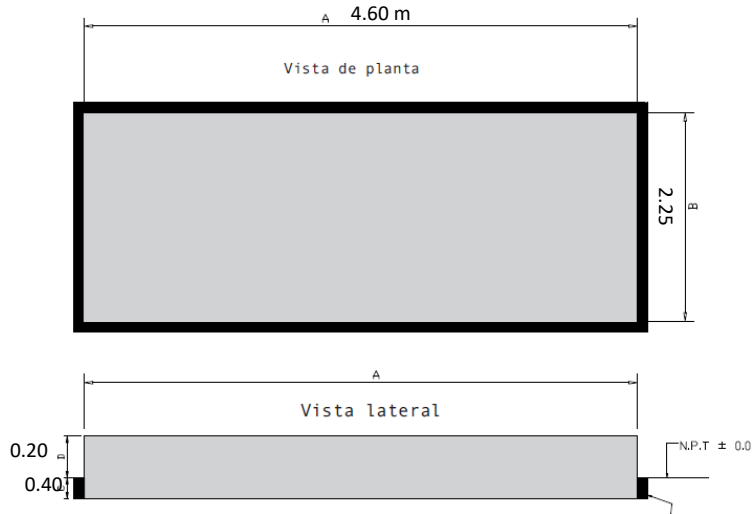 A 4.60 m
Vista de planta
2.25 B
A
Vista lateral
0.20 D
N.P.T ± 0.0
0.40